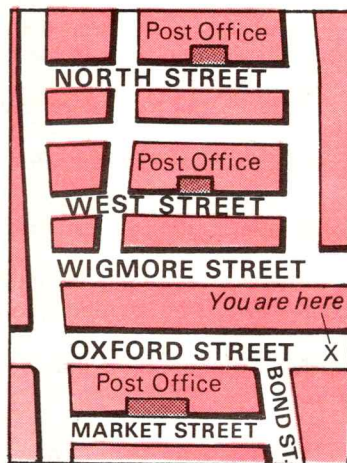 Post Office
NORTH STREET
Post Office
WEST STREET
WIGMORE STREET
You are here
OXFORD STREET X
Post Office
BOND ST.
MARKET STREET